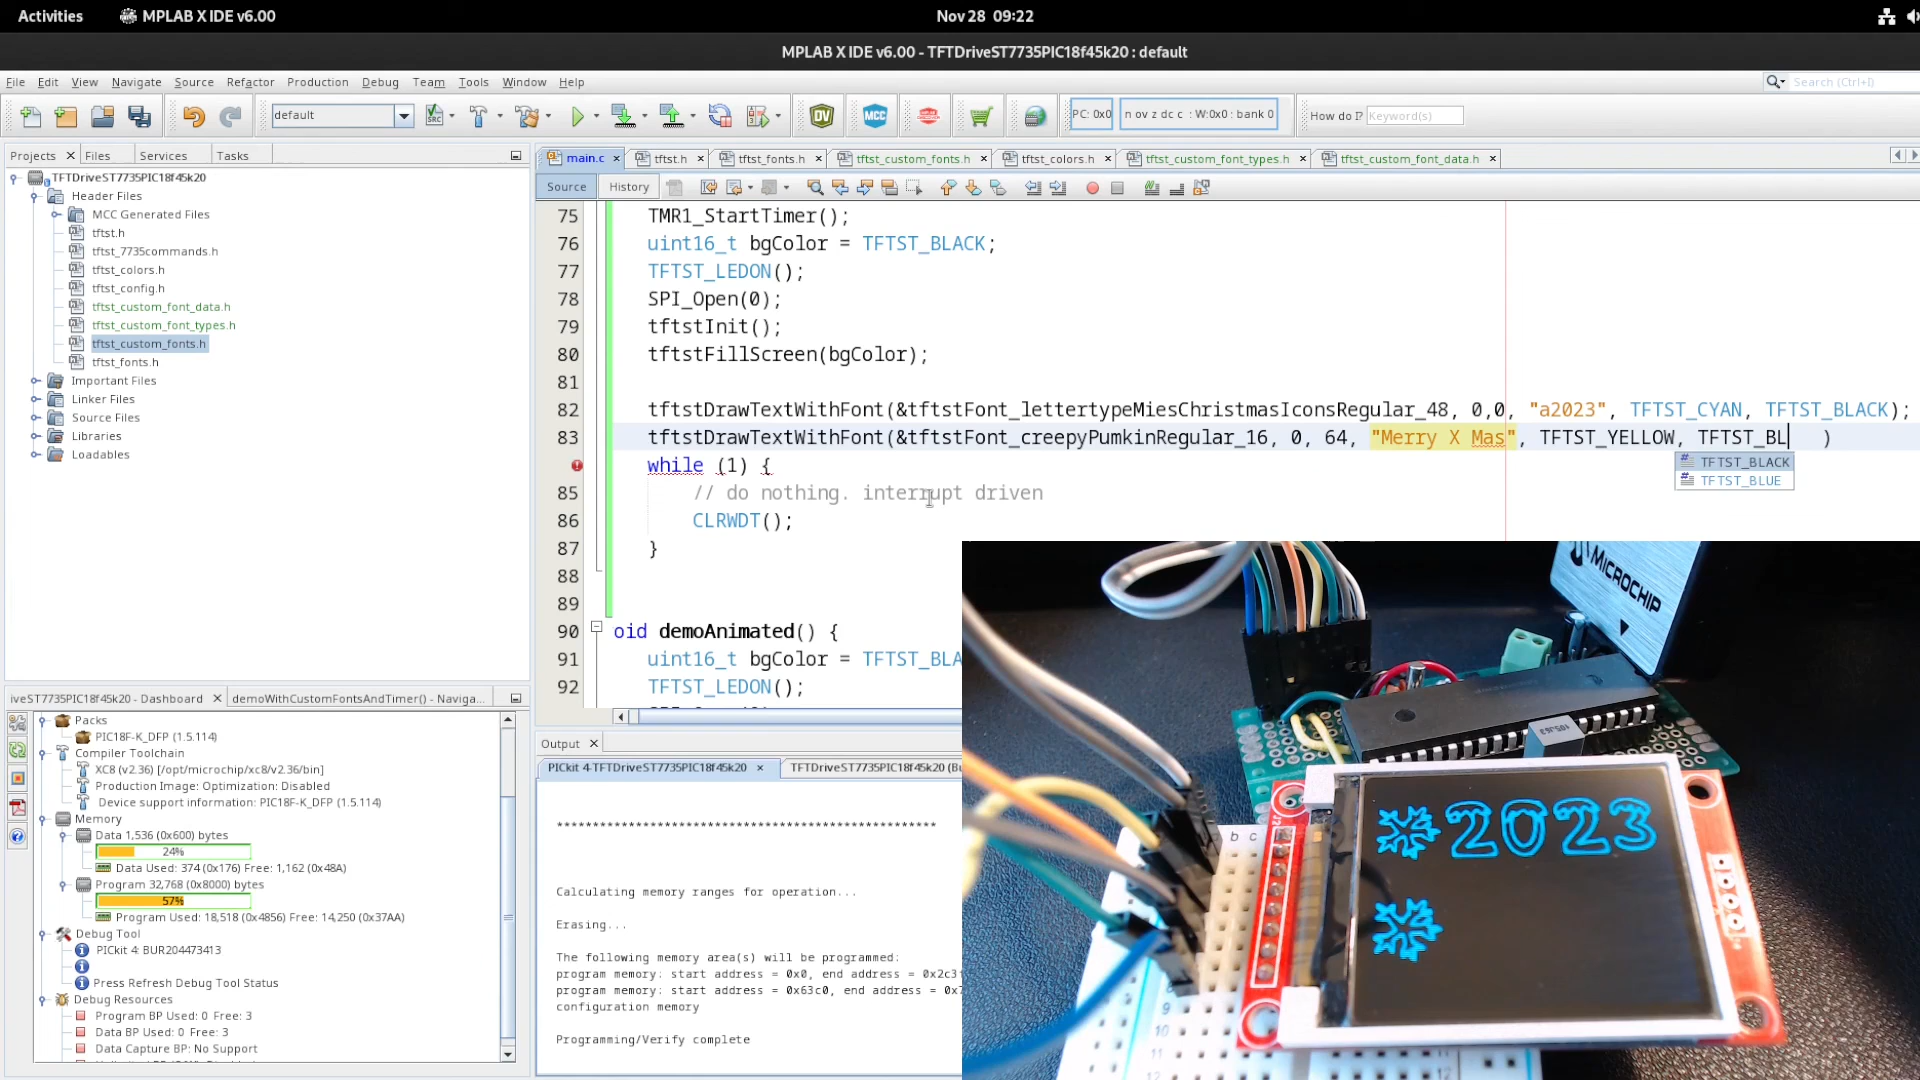 Activities
MPLAB X IDE v6.00
Nov 28 09:22
MPLAB X IDE v6.00 - TFTDriveST7735PIC18f45k20 : default
File Edit View Navigate Source Refactor Production Debug Team Tools Window Help
Search (Ctrl+I)
default
SRC
DV
MCC
PC: 0x0
n ov z dc c : W:0x0 : bank 0
How do I?
Keyword(s)
Projects
Files
Services
Tasks
TFTDriveST7735PIC18f45k20
Header Files
MCC Generated Files
tftst.h
tftst_7735commands.h
tftst_colors.h
tftst_config.h
tftst_custom_font_data.h
tftst_custom_font_types.h
tftst_custom_fonts.h
tftst_fonts.h
Important Files
Linker Files
Source Files
Libraries
Loadables
main.c
tftst.h
tftst_fonts.h
tftst_custom_fonts.h
tftst_colors.h
tftst_custom_font_types.h
tftst_custom_font_data.h
Source
History
75 TMR1_StartTimer();
76 uint16_t bgColor = TFTST_BLACK;
77 TFTST_LEDON();
78 SPI_Open(0);
79 tftstInit();
80 tftstFillScreen(bgColor);
81
82 tftstDrawTextWithFont(&tftstFont_lettertypeMiesChristmasIconsRegular_48, 0,0, "a2023", TFTST_CYAN, TFTST_BLACK);
83 tftstDrawTextWithFont(&tftstFont_creepyPumkinRegular_16, 0, 64, "Merry X Mas", TFTST_YELLOW, TFTST_BL )
while (1) {
85 // do nothing. interrupt driven
86 CLRWDT();
87 }
88
89
90 oid demoAnimated() {
91 uint16_t bgColor = TFTST_BLA
92 TFTST_LEDON();
TFTST_BLACK
TFTST_BLUE
iveST7735PIC18f45k20 - Dashboard
demoWithCustomFontsAndTimer() - Naviga...
Packs
PIC18F-K_DFP (1.5.114)
Compiler Toolchain
XC8 (v2.36) [/opt/microchip/xc8/v2.36/bin]
Production Image: Optimization: Disabled
Device support information: PIC18F-K_DFP (1.5.114)
Memory
Data 1,536 (0x600) bytes
24%
Data Used: 374 (0x176) Free: 1,162 (0x48A)
Program 32,768 (0x8000) bytes
57%
Program Used: 18,518 (0x4856) Free: 14,250 (0x37AA)
Debug Tool
PICkit 4: BUR204473413
Press Refresh Debug Tool Status
Debug Resources
Program BP Used: 0 Free: 3
Data BP Used: 0 Free: 3
Data Capture BP: No Support
Output
PICkit 4
TFTDriveST7735PIC18f45k20
TFTDriveST7735PIC18f45k20 (Bu
**************************************************
Calculating memory ranges for operation...
Erasing...
The following memory area(s) will be programmed:
program memory: start address = 0x0, end address = 0x2c3f
program memory: start address = 0x63c0, end address = 0x7
configuration memory
Programming/Verify complete
MICROCHIP
2023
b c